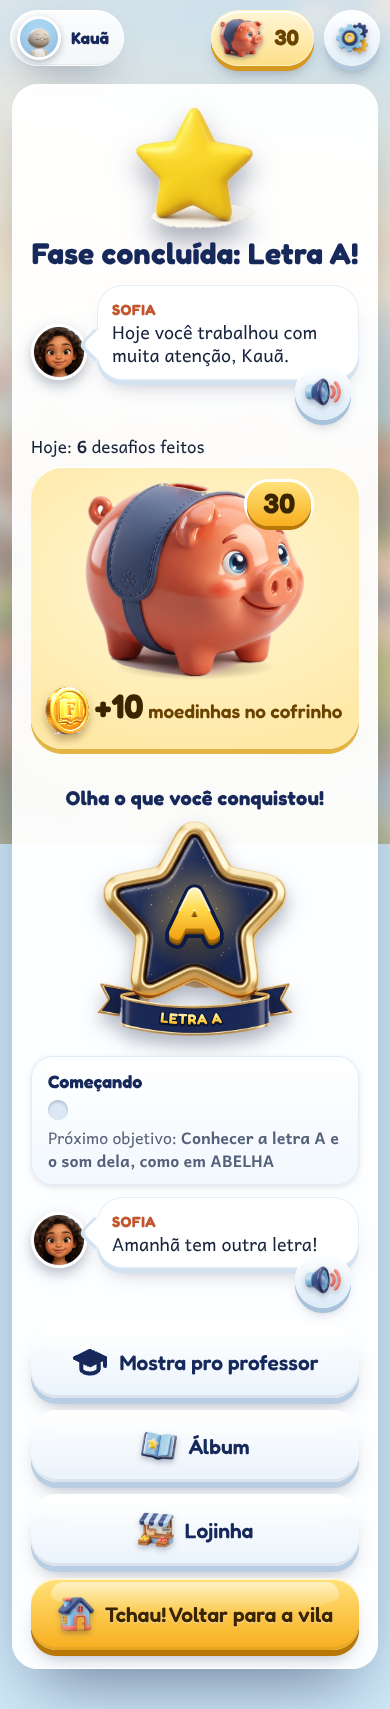 Kauã
30
Fase concluída: Letra A!
SOFIA
Hoje você trabalhou com
muita atenção, Kauã.
Hoje: 6 desafios feitos
30
F
+10 moedinhas no cofrinho
Olha o que você conquistou!
A
LETRA A
Começando
Próximo objetivo: Conhecer a letra A e
o som dela, como em ABELHA
SOFIA
Amanhã tem outra letra!
Mostra pro professor
Álbum
Lojinha
Tchau! Voltar para a vila